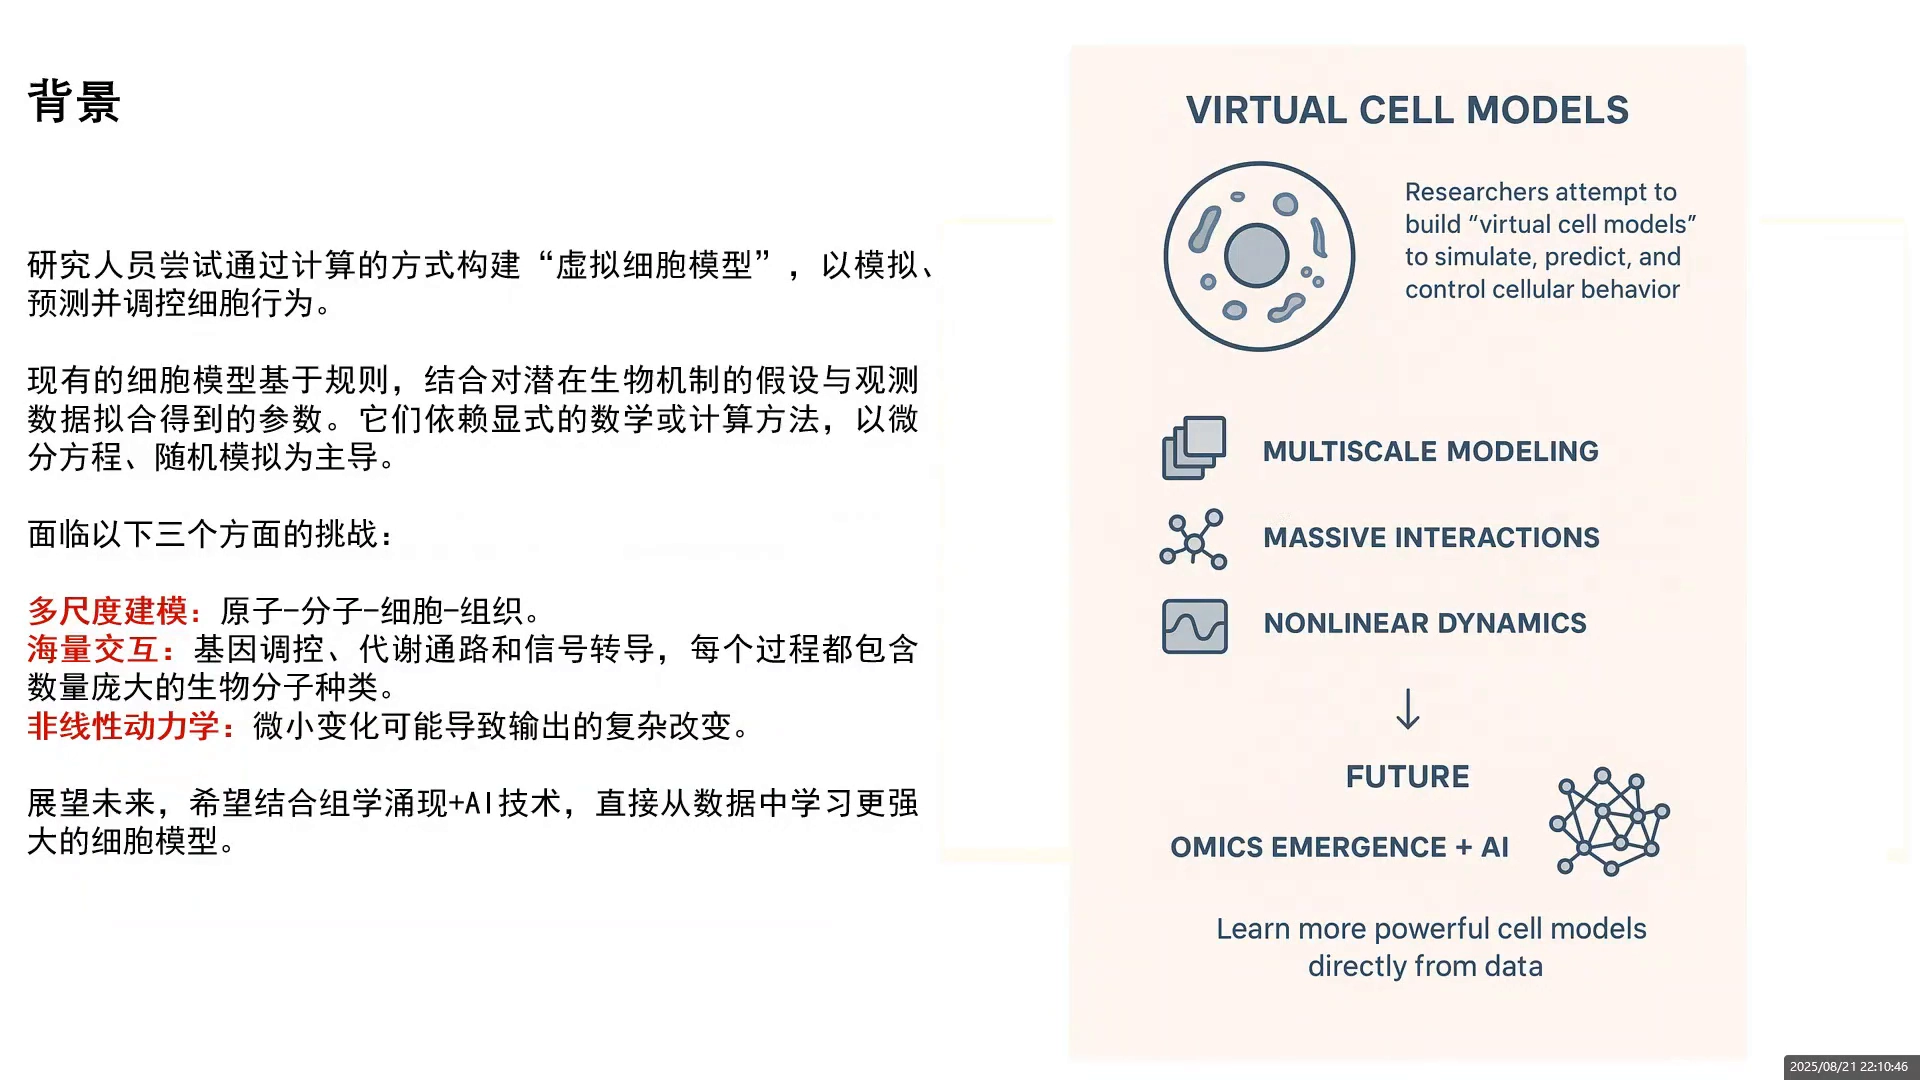 背景
研究人员尝试通过计算的方式构建“虚拟细胞模型”，以模拟、
预测并调控细胞行为。
现有的细胞模型基于规则，结合对潜在生物机制的假设与观测
数据拟合得到的参数。它们依赖显式的数学或计算方法，以微
分方程、随机模拟为主导。
面临以下三个方面的挑战：
多尺度建模：原子-分子-细胞-组织。
海量交互：基因调控、代谢通路和信号转导，每个过程都包含
数量庞大的生物分子种类。
非线性动力学：微小变化可能导致输出的复杂改变。
展望未来，希望结合组学涌现+AI技术，直接从数据中学习更强
大的细胞模型。
VIRTUAL CELL MODELS
Researchers attempt to
build “virtual cell models”
to simulate, predict, and
control cellular behavior
MULTISCALE MODELING
MASSIVE INTERACTIONS
NONLINEAR DYNAMICS
FUTURE
OMICS EMERGENCE + AI
Learn more powerful cell models
directly from data
2025/08/21 22:10:46